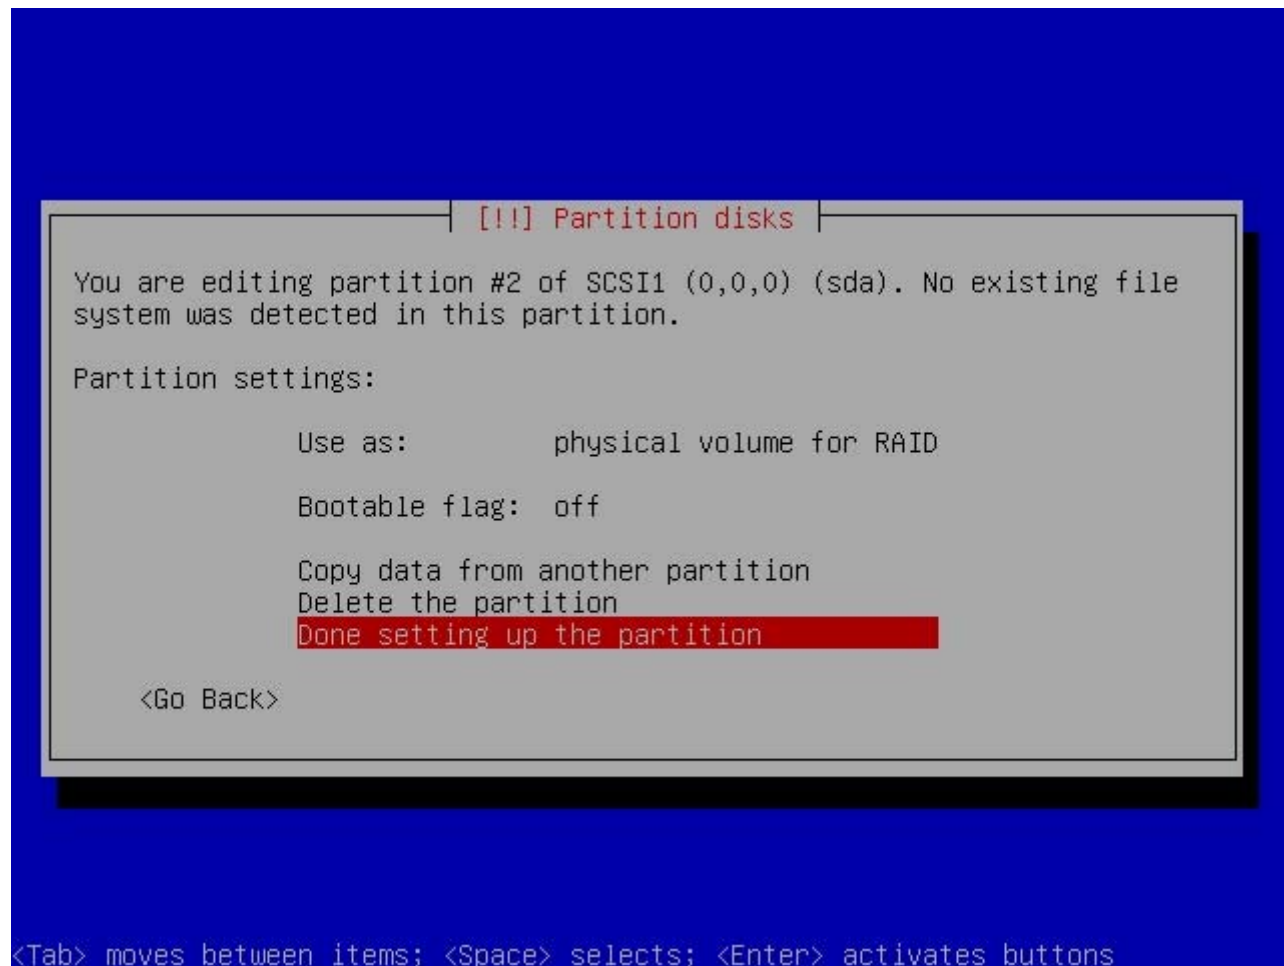 [!!] Partition disks
You are editing partition #2 of SCSI1 (0,0,0) (sda). No existing file
system was detected in this partition.
Partition settings:
Use as: physical volume for RAID
Bootable flag: off
Copy data from another partition
Delete the partition
Done setting up the partition
<Go Back>
<Tab> moves between items; <Space> selects; <Enter> activates buttons